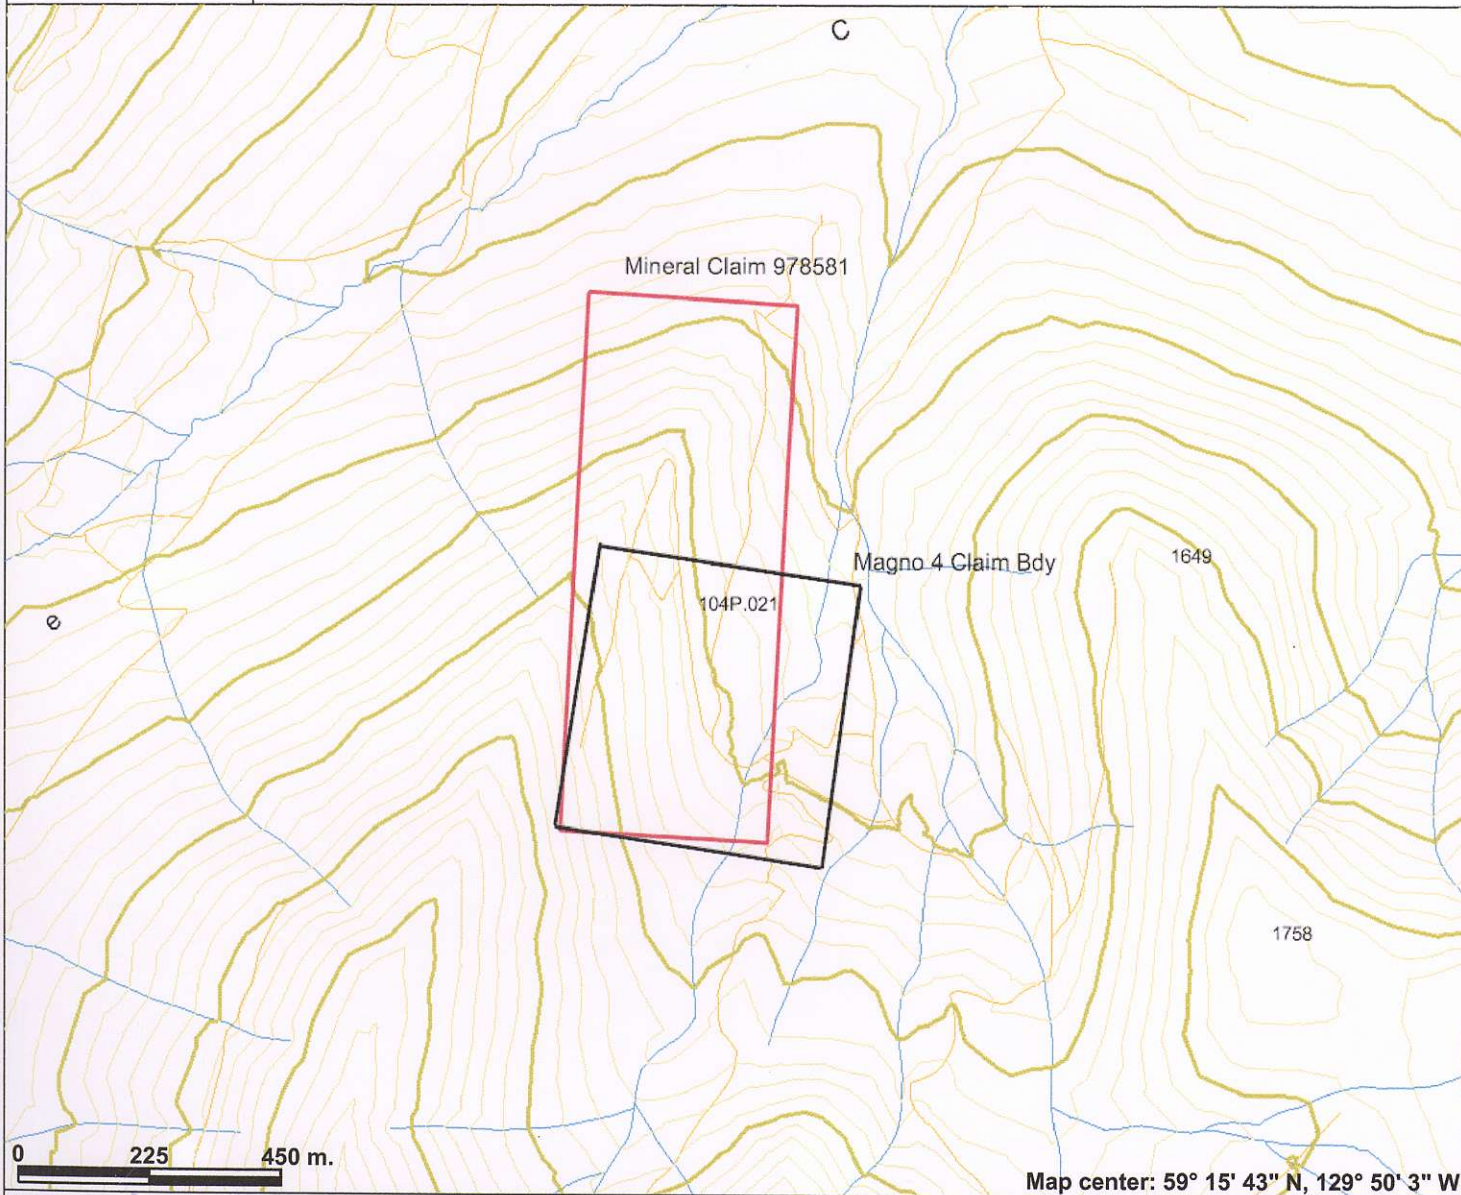 C
Mineral Claim 978581
Magno 4 Claim Bdy
1649
104P.021
e
1758
0 225 450 m.
Map center: 59° 15' 43" N, 129° 50' 3" W